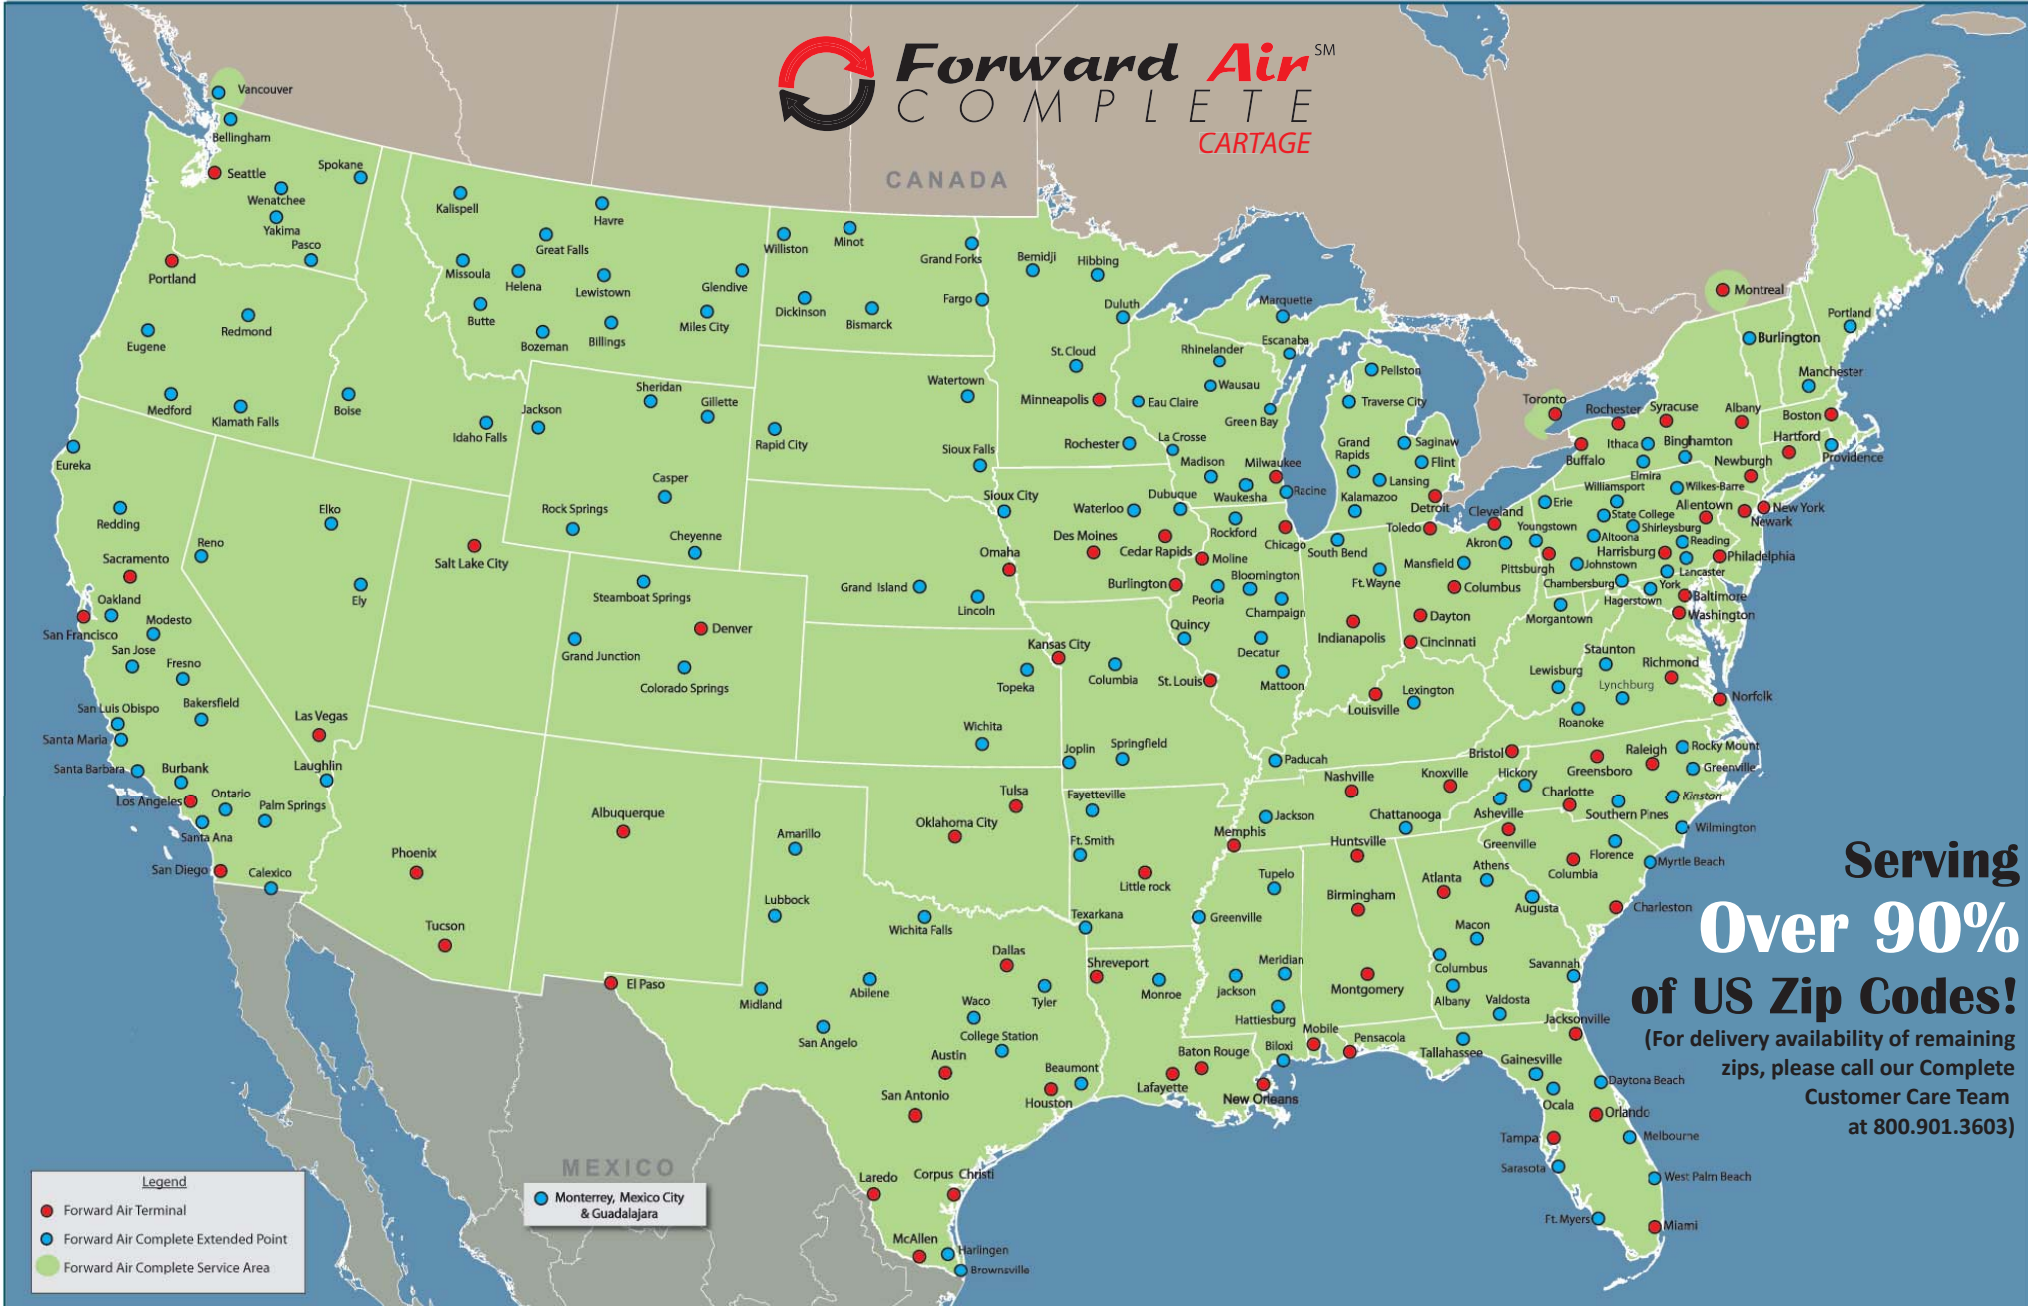 Forward Air SM
COMPLETE
CARTAGE
CANADA
Vancouver
Bellingham
Seattle
Spokane
Wenatchee
Yakima
Pasco
Portland
Redmond
Eugene
Medford
Klamath Falls
Boise
Idaho Falls
Kalispell
Havre
Great Falls
Missoula
Helena
Lewistown
Glendive
Butte
Miles City
Bozeman
Billings
Williston
Minot
Grand Forks
Dickinson
Bismarck
Fargo
Bemidji
Hibbing
Duluth
St. Cloud
Minneapolis
Rochester
Watertown
Rapid City
Sioux Falls
Sheridan
Gillette
Jackson
Casper
Rock Springs
Cheyenne
Eureka
Redding
Sacramento
Oakland
San Francisco
Modesto
San Jose
Fresno
Bakersfield
San Luis Obispo
Santa Maria
Santa Barbara
Burbank
Los Angeles
Ontario
Palm Springs
Santa Ana
San Diego
Calexico
Reno
Elko
Ely
Las Vegas
Laughlin
Salt Lake City
Steamboat Springs
Denver
Grand Junction
Colorado Springs
Phoenix
Tucson
Albuquerque
El Paso
Sioux City
Omaha
Grand Island
Lincoln
Kansas City
Topeka
Wichita
Columbia
St. Louis
Joplin
Springfield
Tulsa
Oklahoma City
Fayetteville
Ft. Smith
Little rock
Texarkana
Amarillo
Lubbock
Wichita Falls
Dallas
Midland
Abilene
Tyler
Waco
San Angelo
College Station
Austin
San Antonio
Beaumont
Houston
Laredo
Corpus Christi
McAllen
Harlingen
Brownsville
Shreveport
Monroe
Baton Rouge
Lafayette
New Orleans
Marquette
Escanaba
Rhinelander
Wausau
Eau Claire
Green Bay
La Crosse
Madison
Milwaukee
Waukesha
Racine
Dubuque
Waterloo
Des Moines
Cedar Rapids
Burlington
Moline
Rockford
Chicago
Bloomington
Peoria
Champaign
Quincy
Decatur
Mattoon
Pellston
Traverse City
Grand
Rapids
Saginaw
Flint
Lansing
Kalamazoo
Detroit
South Bend
Ft. Wayne
Indianapolis
Toledo
Cleveland
Akron
Youngstown
Mansfield
Columbus
Dayton
Cincinnati
Louisville
Lexington
Paducah
Nashville
Knoxville
Bristol
Jackson
Memphis
Chattanooga
Huntsville
Birmingham
Montgomery
Mobile
Tupelo
Greenville
Meridian
Jackson
Hattiesburg
Biloxi
Pensacola
Atlanta
Athens
Augusta
Macon
Columbus
Savannah
Albany
Valdosta
Tallahassee
Jacksonville
Gainesville
Daytona Beach
Ocala
Orlando
Tampa
Melbourne
Sarasota
West Palm Beach
Ft. Myers
Miami
Hickory
Greensboro
Raleigh
Rocky Mount
Greenville
Kinston
Charlotte
Asheville
Southern Pines
Wilmington
Greenville
Florence
Myrtle Beach
Columbia
Charleston
Staunton
Richmond
Lewisburg
Lynchburg
Norfolk
Roanoke
Morgantown
Toronto
Montreal
Burlington
Portland
Manchester
Rochester
Syracuse
Albany
Boston
Buffalo
Ithaca
Binghamton
Hartford
Providence
Elmira
Newburgh
Williamsport
Wilkes-Barre
Erie
Allentown
New York
Newark
State College
Shirleysburg
Altoona
Reading
Pittsburgh
Harrisburg
Philadelphia
Johnstown
Lancaster
Chambersburg
York
Hagerstown
Baltimore
Washington
Serving
Over 90%
of US Zip Codes!
(For delivery availability of remaining
zips, please call our Complete
Customer Care Team
at 800.901.3603)
MEXICO
Monterrey, Mexico City
& Guadalajara
Legend
Forward Air Terminal
Forward Air Complete Extended Point
Forward Air Complete Service Area